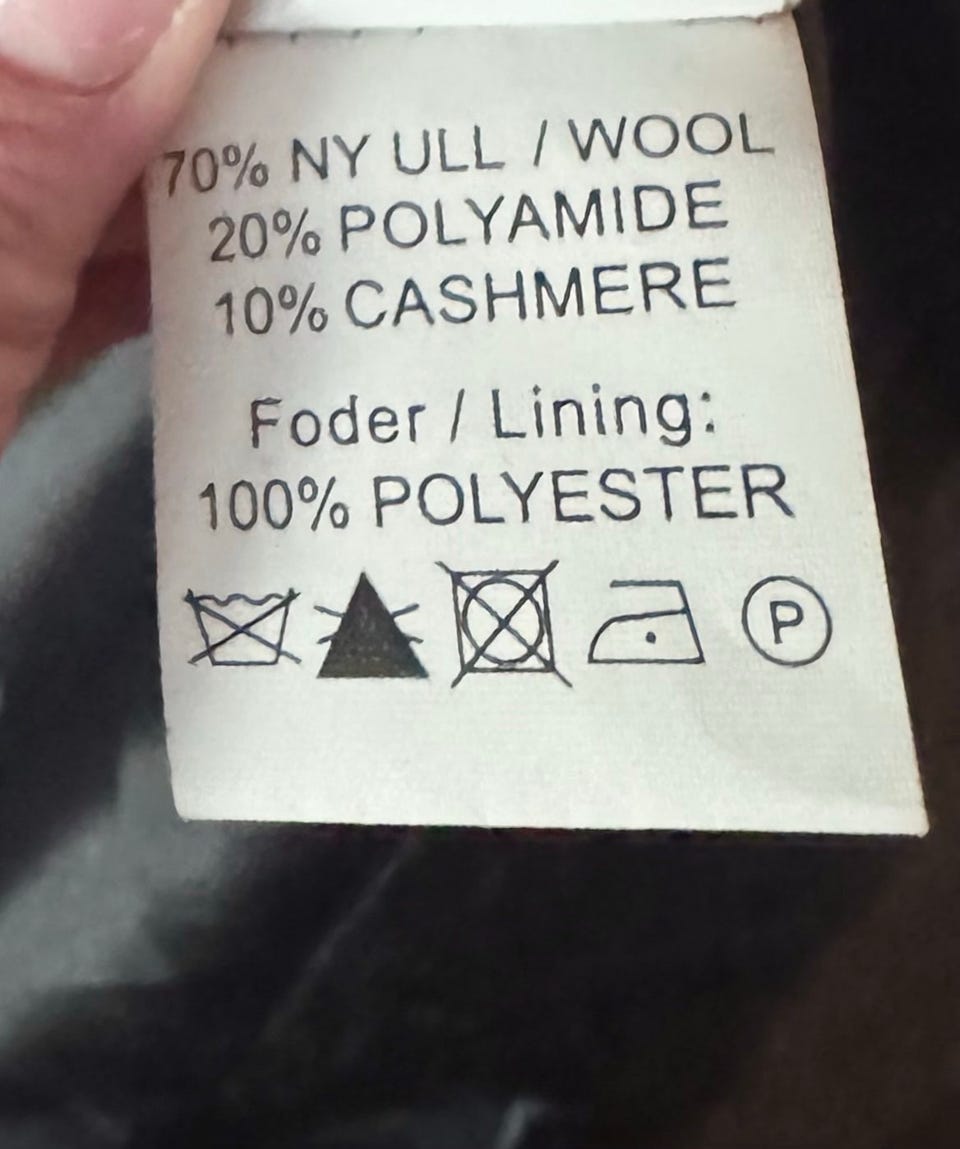 70% NY ULL / WOOL
20% POLYAMIDE
10% CASHMERE
Foder / Lining:
100% POLYESTER
P